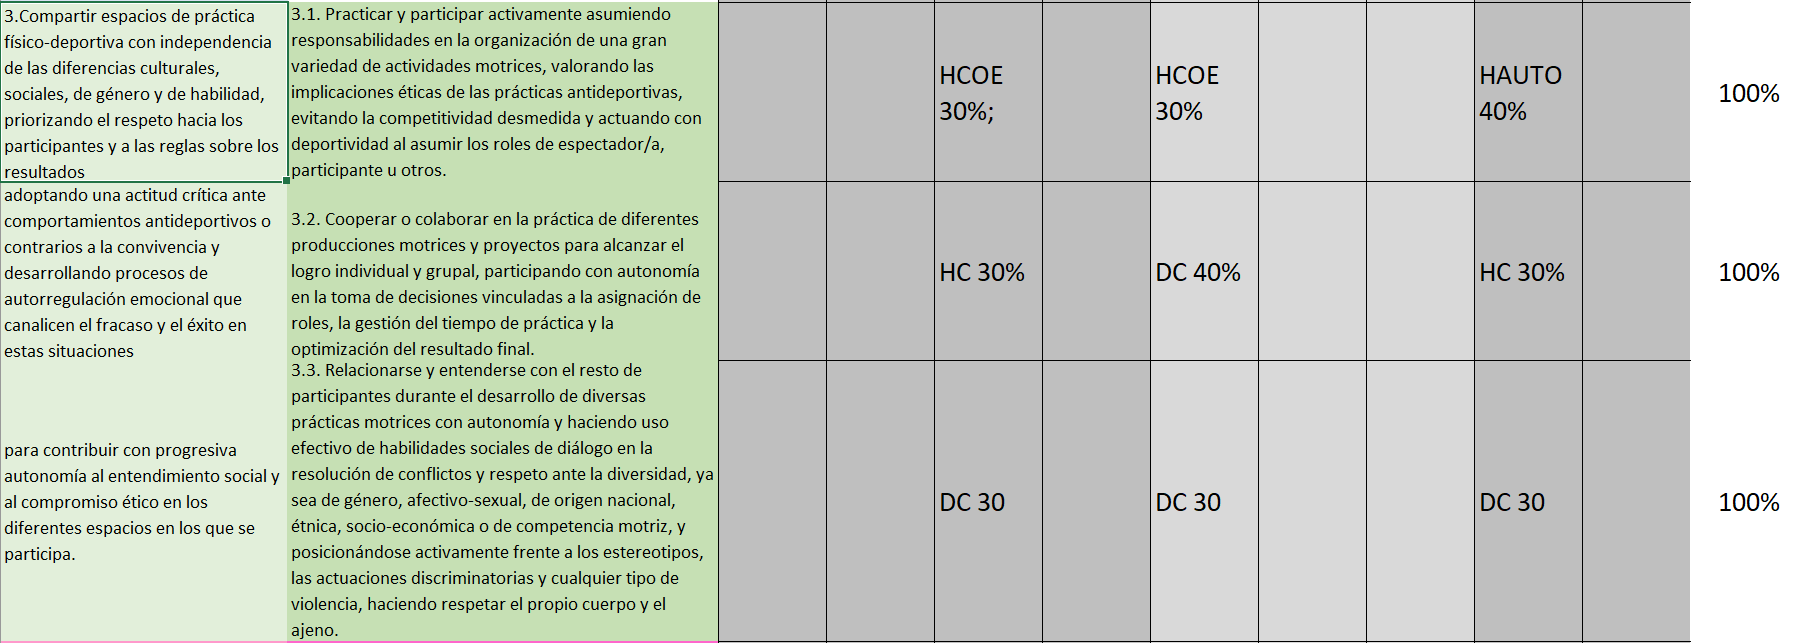 3.Compartir espacios de práctica
físico-deportiva con independencia
de las diferencias culturales,
sociales, de género y de habilidad,
priorizando el respeto hacia los
participantes y a las reglas sobre los
resultados
adoptando una actitud crítica ante
comportamientos antideportivos o
contrarios a la convivencia y
desarrollando procesos de
autorregulación emocional que
canalicen el fracaso y el éxito en
estas situaciones
para contribuir con progresiva
autonomía al entendimiento social y
al compromiso ético en los
diferentes espacios en los que se
participa.
3.1. Practicar y participar activamente asumiendo
responsabilidades en la organización de una gran
variedad de actividades motrices, valorando las
implicaciones éticas de las prácticas antideportivas,
evitando la competitividad desmedida y actuando con
deportividad al asumir los roles de espectador/a,
participante u otros.
HCOE
30%;
HCOE
30%
HAUTO
40%
100%
3.2. Cooperar o colaborar en la práctica de diferentes
producciones motrices y proyectos para alcanzar el
logro individual y grupal, participando con autonomía
en la toma de decisiones vinculadas a la asignación de
roles, la gestión del tiempo de práctica y la
optimización del resultado final.
HC 30%
DC 40%
HC 30%
100%
3.3. Relacionarse y entenderse con el resto de
participantes durante el desarrollo de diversas
prácticas motrices con autonomía y haciendo uso
efectivo de habilidades sociales de diálogo en la
resolución de conflictos y respeto ante la diversidad, ya
sea de género, afectivo-sexual, de origen nacional,
étnica, socio-económica o de competencia motriz, y
posicionándose activamente frente a los estereotipos,
las actuaciones discriminatorias y cualquier tipo de
violencia, haciendo respetar el propio cuerpo y el
ajeno.
DC 30
DC 30
DC 30
100%